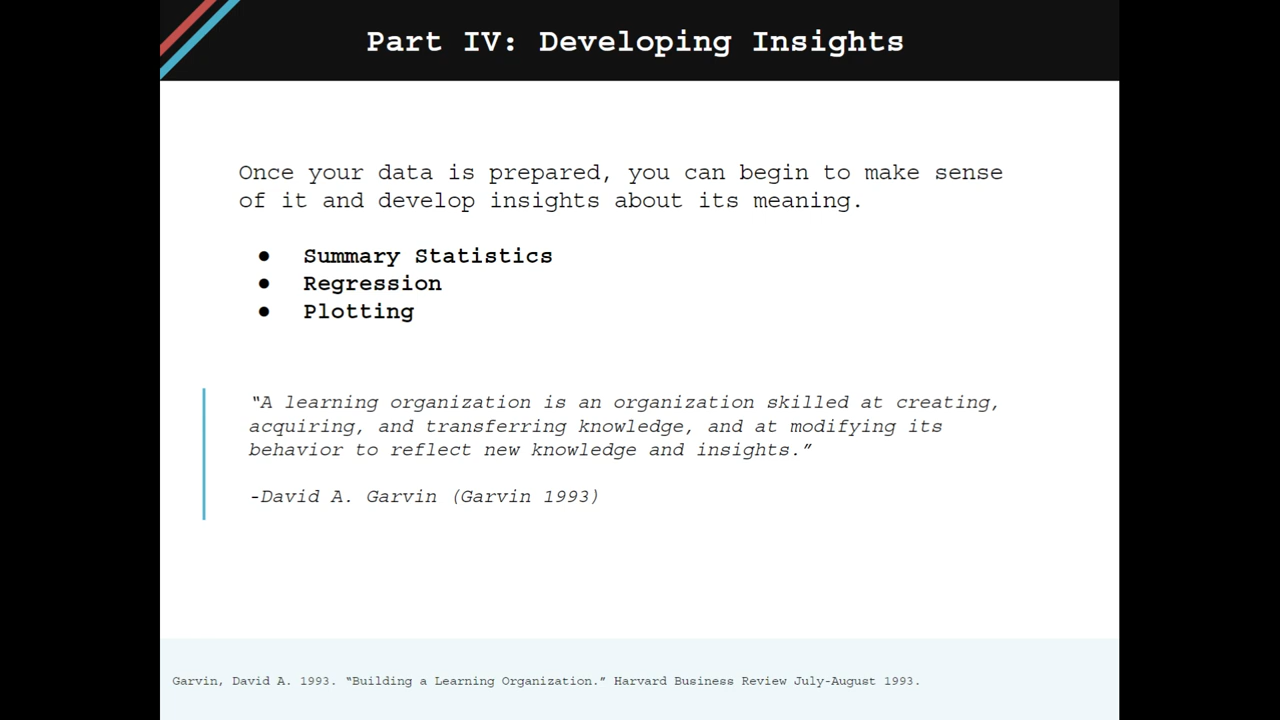 Part IV: Developing Insights
Once your data is prepared, you can begin to make sense
of it and develop insights about its meaning.
● Summary Statistics
● Regression
● Plotting
“A learning organization is an organization skilled at creating,
acquiring, and transferring knowledge, and at modifying its
behavior to reflect new knowledge and insights.”
-David A. Garvin (Garvin 1993)
Garvin, David A. 1993. “Building a Learning Organization.” Harvard Business Review July-August 1993.